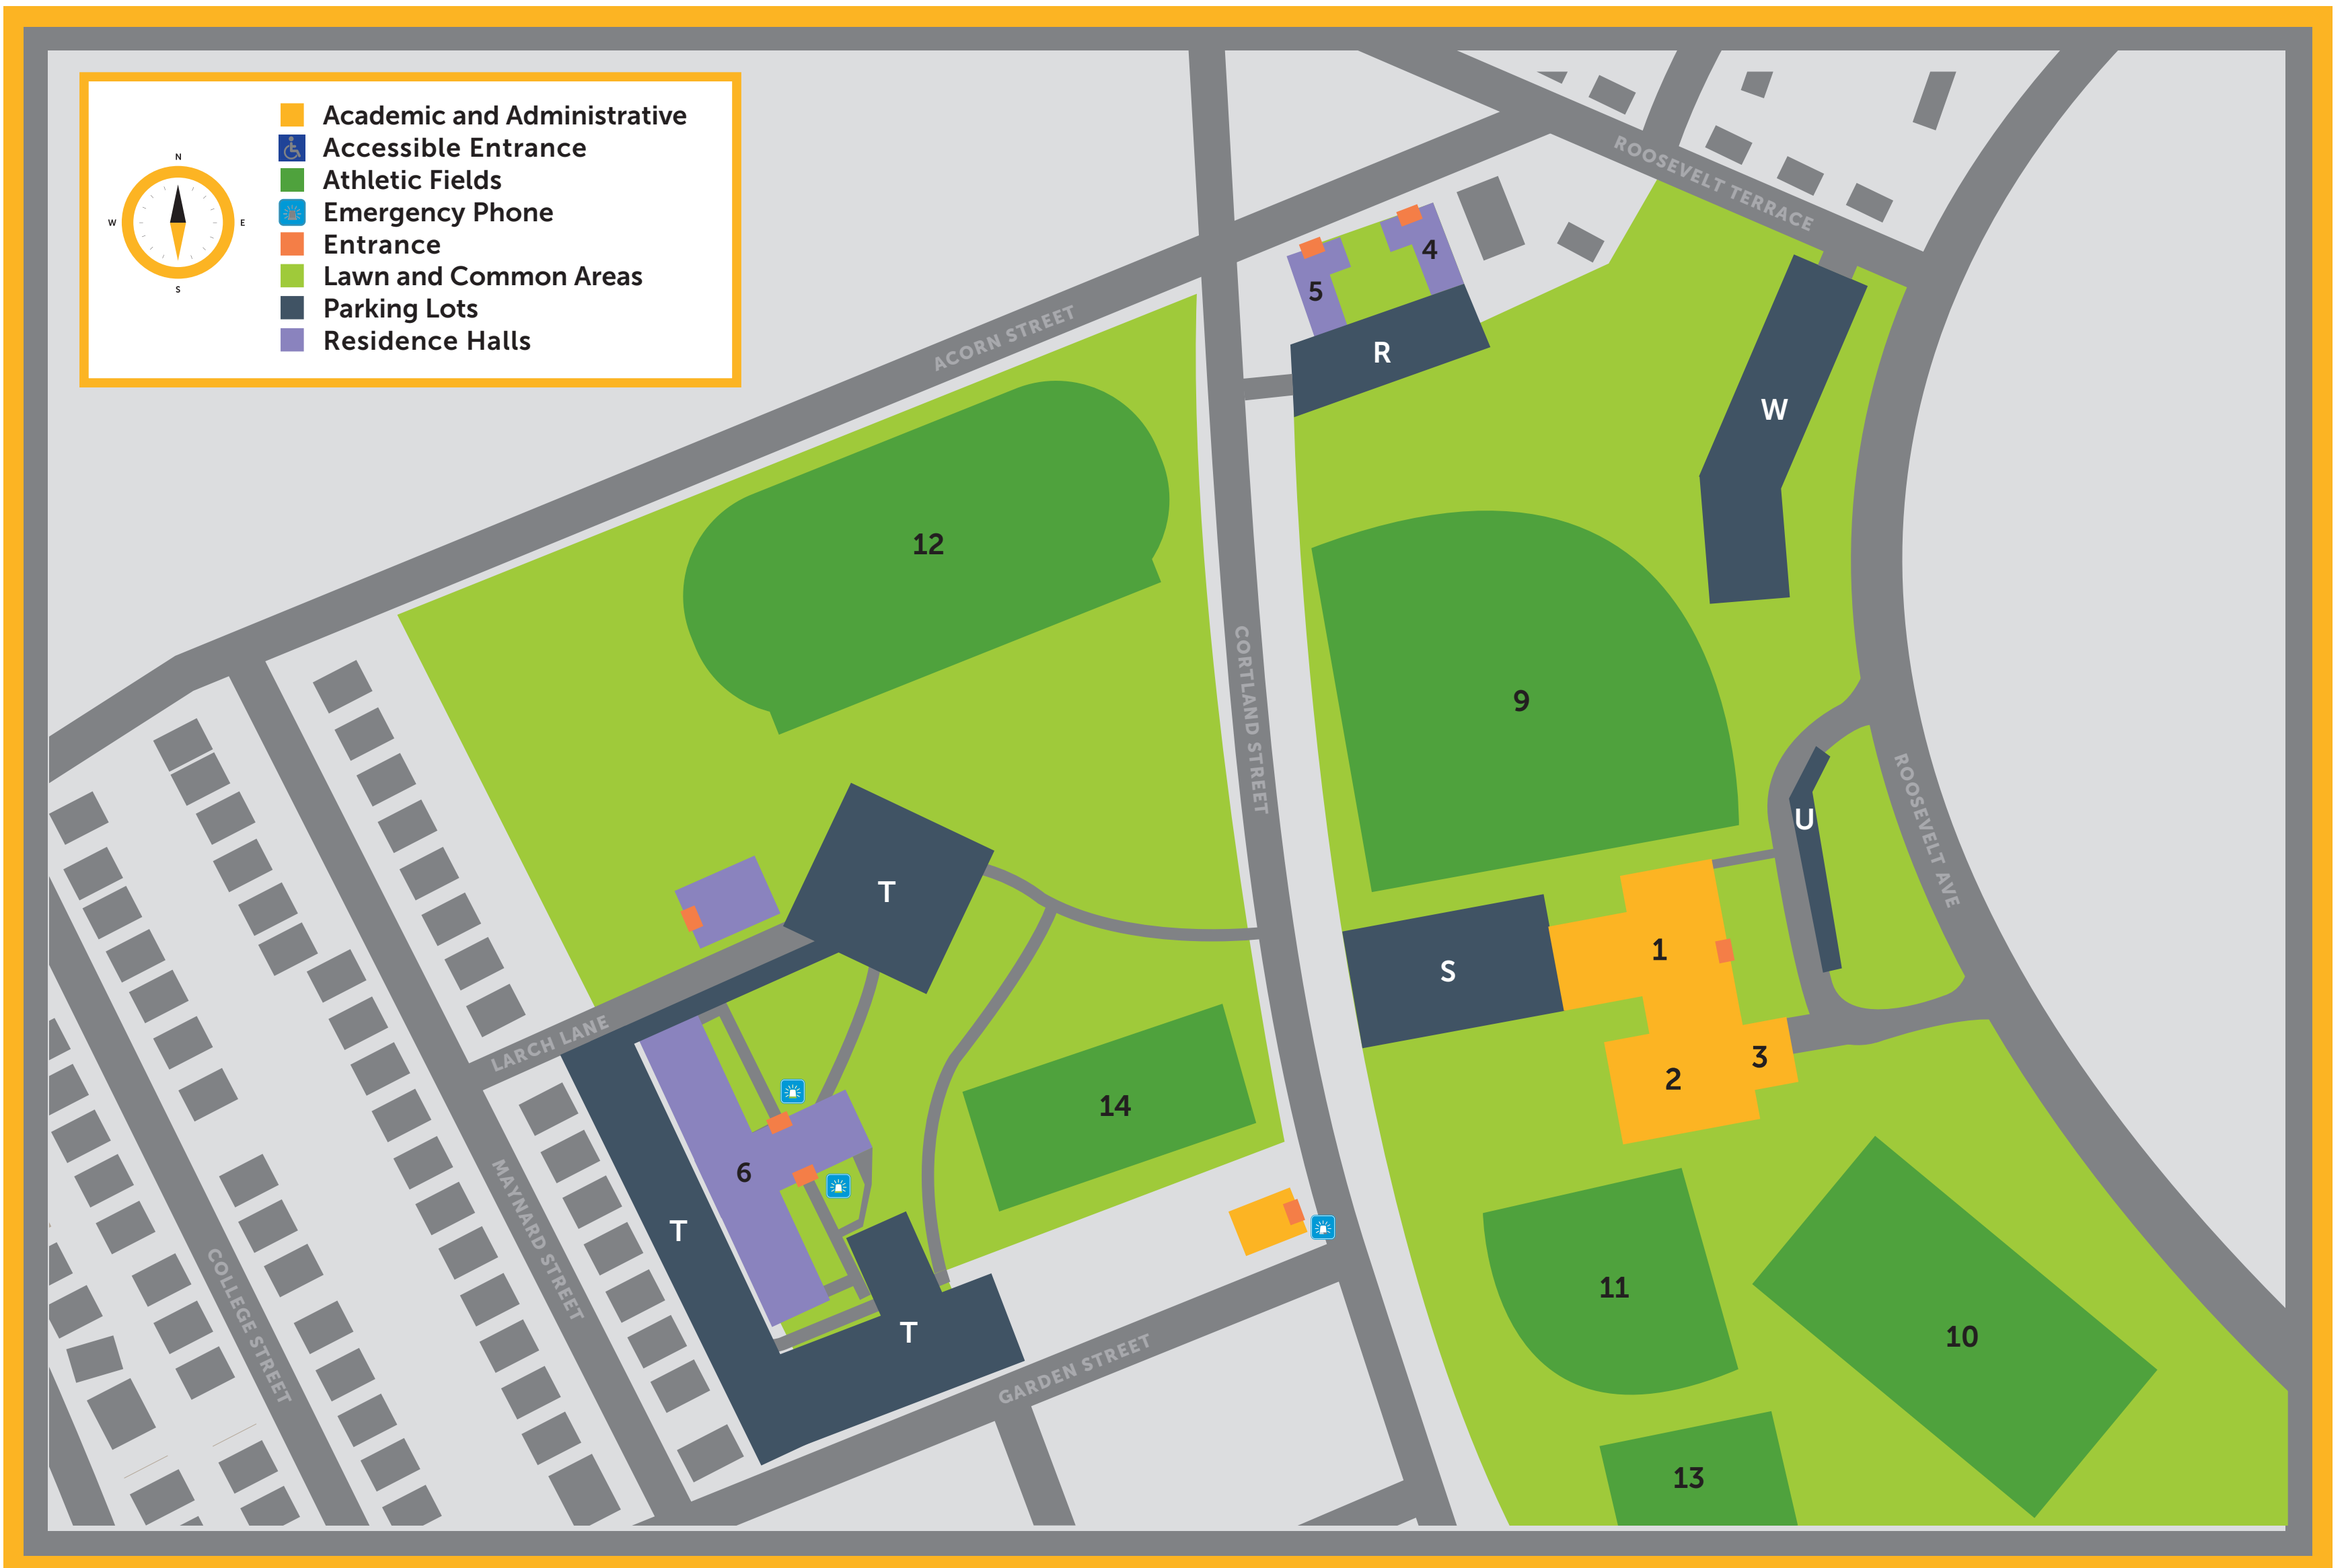 N
W
E
S
Academic and Administrative
Accessible Entrance
Athletic Fields
Emergency Phone
Entrance
Lawn and Common Areas
Parking Lots
Residence Halls
ROOSEVELT TERRACE
4
5
R
ACORN STREET
W
12
CORTLAND STREET
9
U
ROOSEVELT AVE
T
1
S
LARCH LANE
3
2
14
6
MAYNARD STREET
T
COLLEGE STREET
11
T
10
GARDEN STREET
13